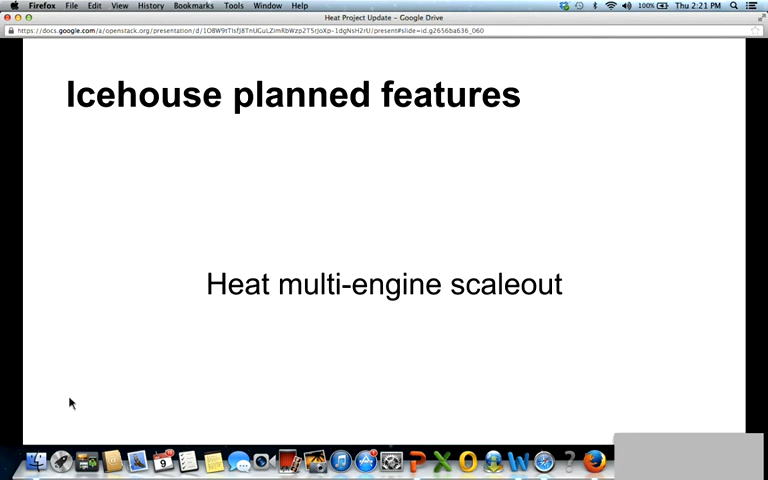 Firefox File Edit View History Bookmarks Tools Window Help 100% Thu 2:21 PM
Heat Project Update - Google Drive
Icehouse planned features
Heat multi-engine scaleout
9